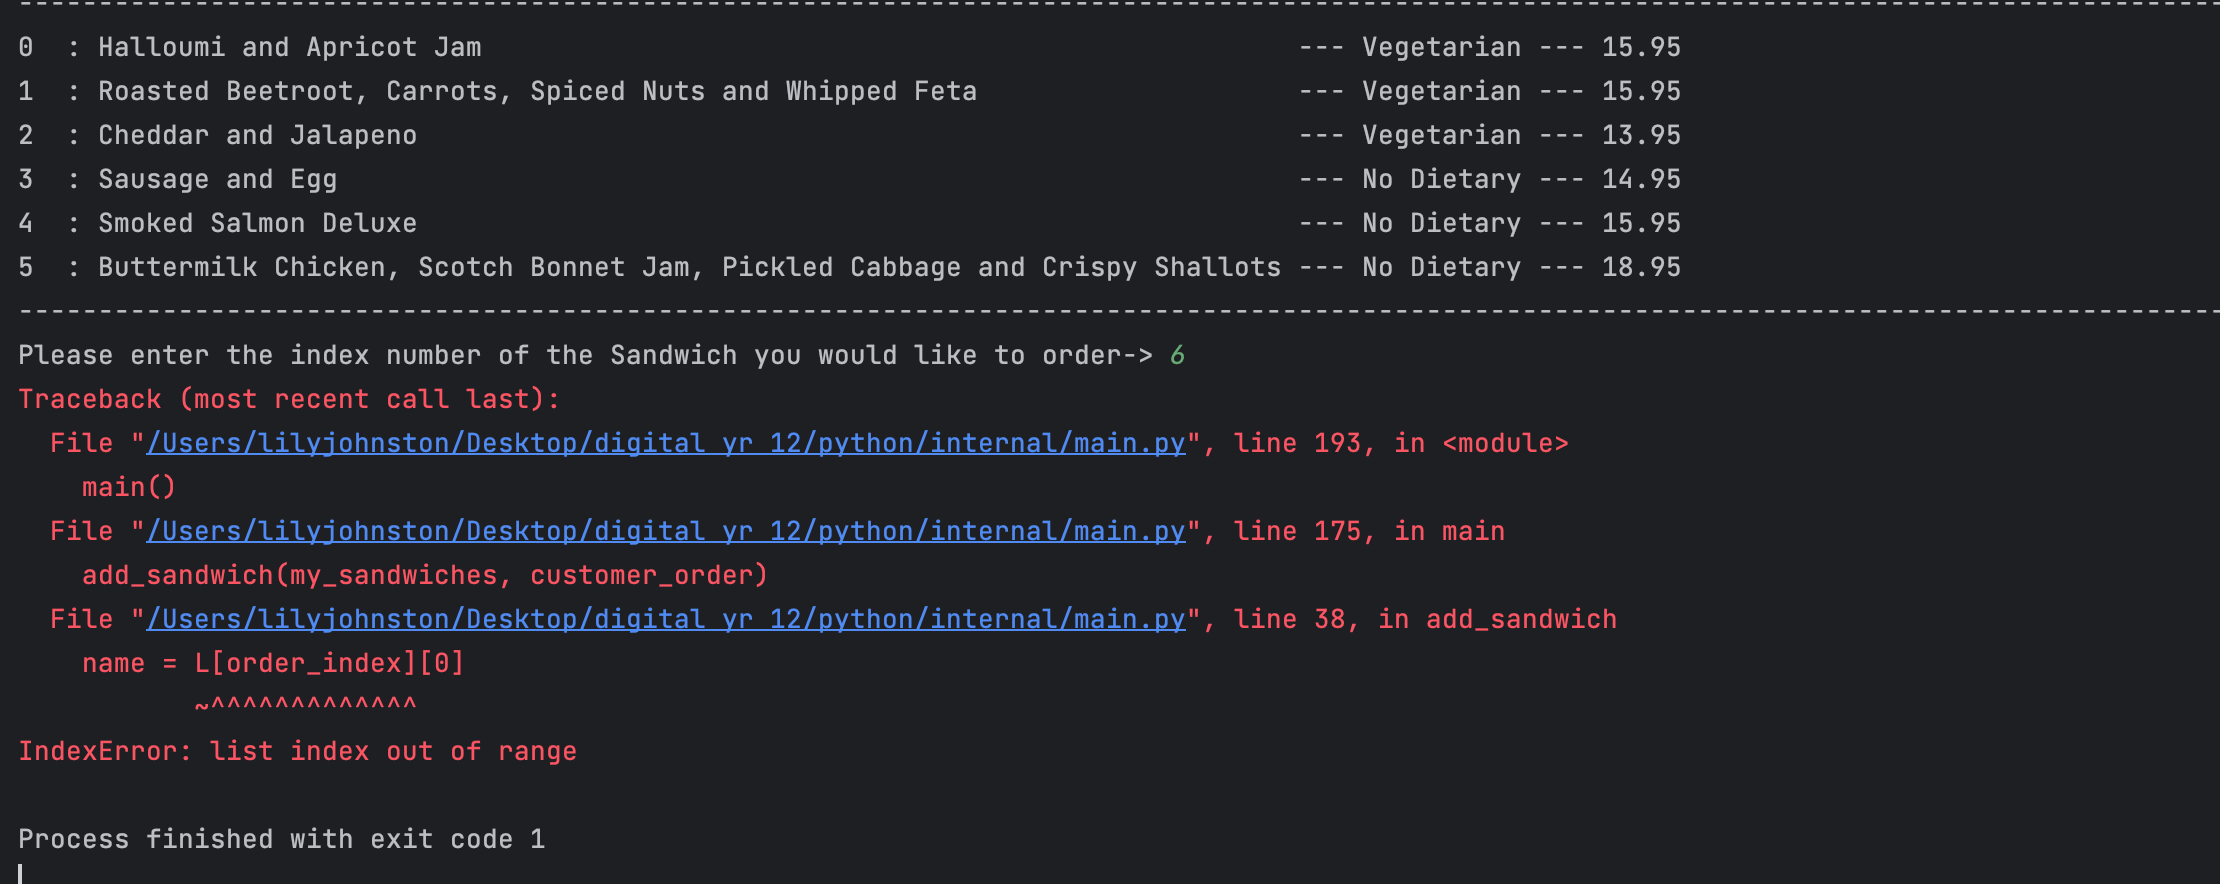 --------------------------------------------------------------------------------------------------------------------------------------------
0  : Halloumi and Apricot Jam                                                   --- Vegetarian --- 15.95
1  : Roasted Beetroot, Carrots, Spiced Nuts and Whipped Feta                    --- Vegetarian --- 15.95
2  : Cheddar and Jalapeno                                                       --- Vegetarian --- 13.95
3  : Sausage and Egg                                                            --- No Dietary --- 14.95
4  : Smoked Salmon Deluxe                                                       --- No Dietary --- 15.95
5  : Buttermilk Chicken, Scotch Bonnet Jam, Pickled Cabbage and Crispy Shallots --- No Dietary --- 18.95
--------------------------------------------------------------------------------------------------------------------------------------------
Please enter the index number of the Sandwich you would like to order-> 6
Traceback (most recent call last):
  File "/Users/lilyjohnston/Desktop/digital yr 12/python/internal/main.py", line 193, in <module>
    main()
  File "/Users/lilyjohnston/Desktop/digital yr 12/python/internal/main.py", line 175, in main
    add_sandwich(my_sandwiches, customer_order)
  File "/Users/lilyjohnston/Desktop/digital yr 12/python/internal/main.py", line 38, in add_sandwich
    name = L[order_index][0]
           ~^^^^^^^^^^^^^
IndexError: list index out of range

Process finished with exit code 1